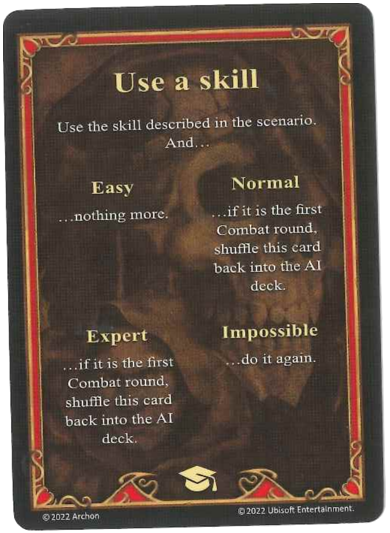 Use a skill
Use the skill described in the scenario.
And…
Easy
…nothing more.
Normal
…if it is the first
Combat round,
shuffle this card
back into the AI
deck.
Expert
…if it is the first
Combat round,
shuffle this card
back into the AI
deck.
Impossible
…do it again.
© 2022 Archon
© 2022 Ubisoft Entertainment.